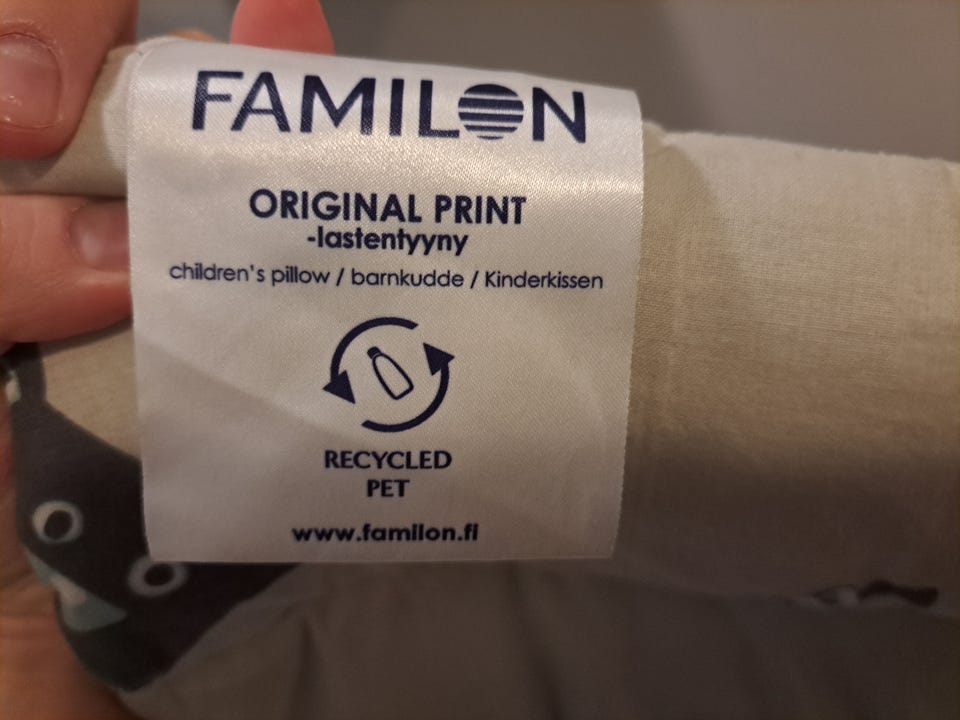 FAMILON
ORIGINAL PRINT
-lastentyyny
children's pillow / barnkudde / Kinderkissen
RECYCLED
PET
www.familon.fi